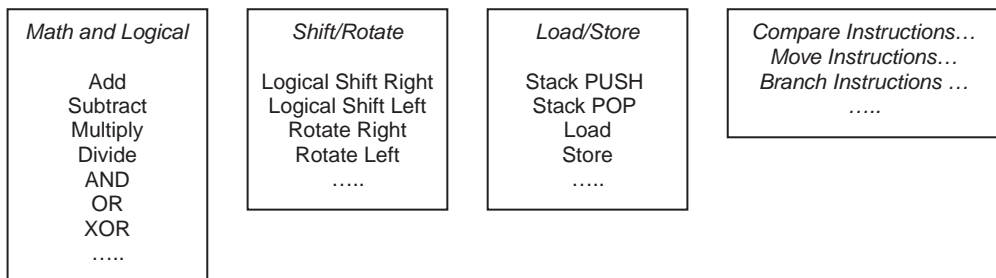 Math and Logical
Add
Subtract
Multiply
Divide
AND
OR
XOR
…..
Shift/Rotate
Logical Shift Right
Logical Shift Left
Rotate Right
Rotate Left
…..
Load/Store
Stack PUSH
Stack POP
Load
Store
…..
Compare Instructions…
Move Instructions…
Branch Instructions …
…..